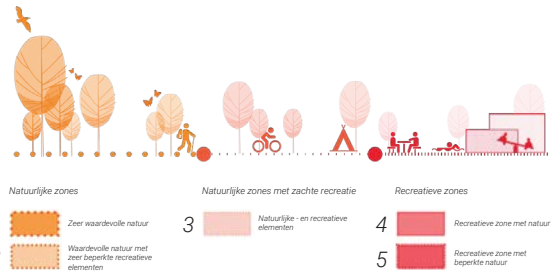 Natuurlijke zones
Zeer waardevolle natuur
Waardevolle natuur met
zeer beperkte recreatieve
elementen
Natuurlijke zones met zachte recreatie
3
Natuurlijke - en recreatieve
elementen
Recreatieve zones
4
Recreatieve zone met natuur
5
Recreatieve zone met
beperkte natuur